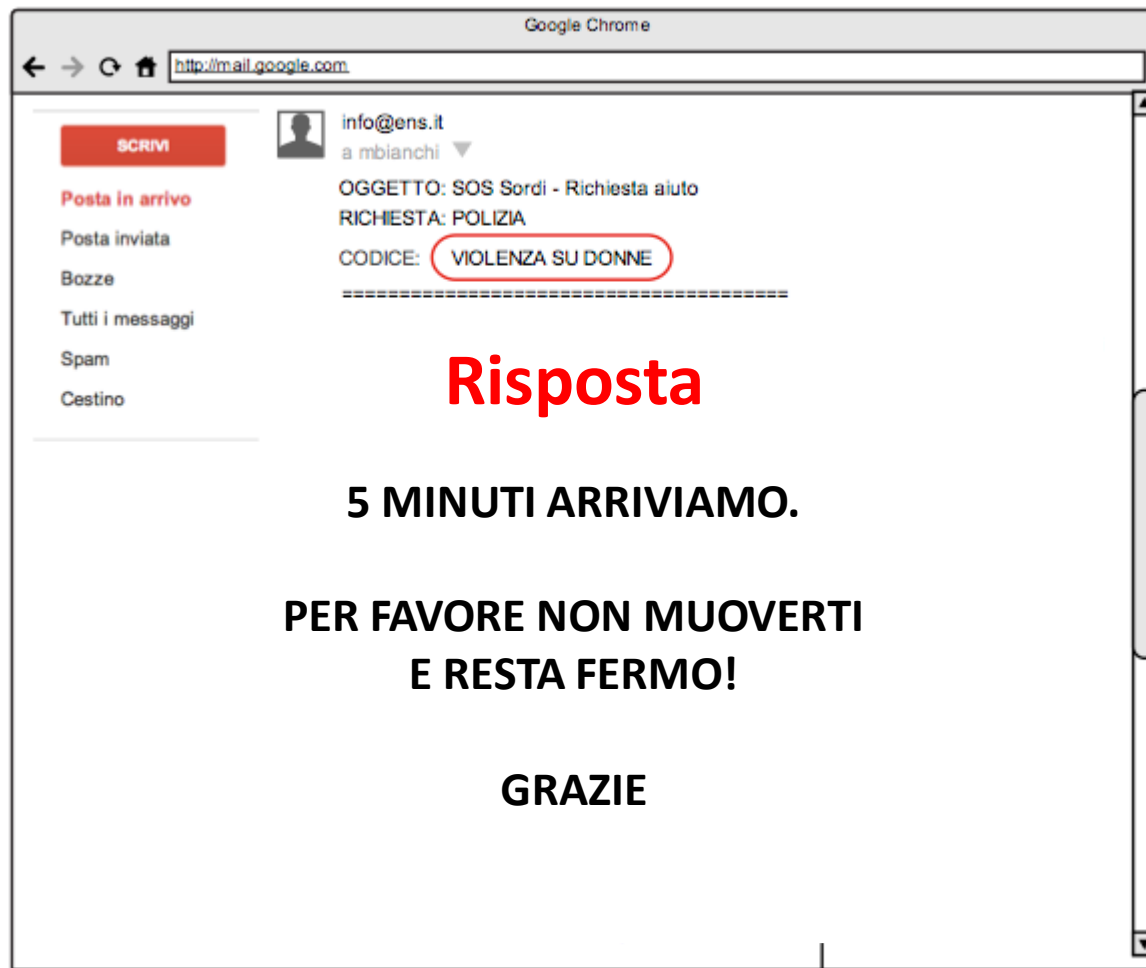 Google Chrome
http://mail.google.com
SCRIVI
Posta in arrivo
Posta inviata
Bozze
Tutti i messaggi
Spam
Cestino
info@ens.it
a mbianchi
OGGETTO: SOS Sordi - Richiesta aiuto
RICHIESTA: POLIZIA
CODICE: VIOLENZA SU DONNE
=======================================
Risposta
5 MINUTI ARRIVIAMO.
PER FAVORE NON MUOVERTI
E RESTA FERMO!
GRAZIE